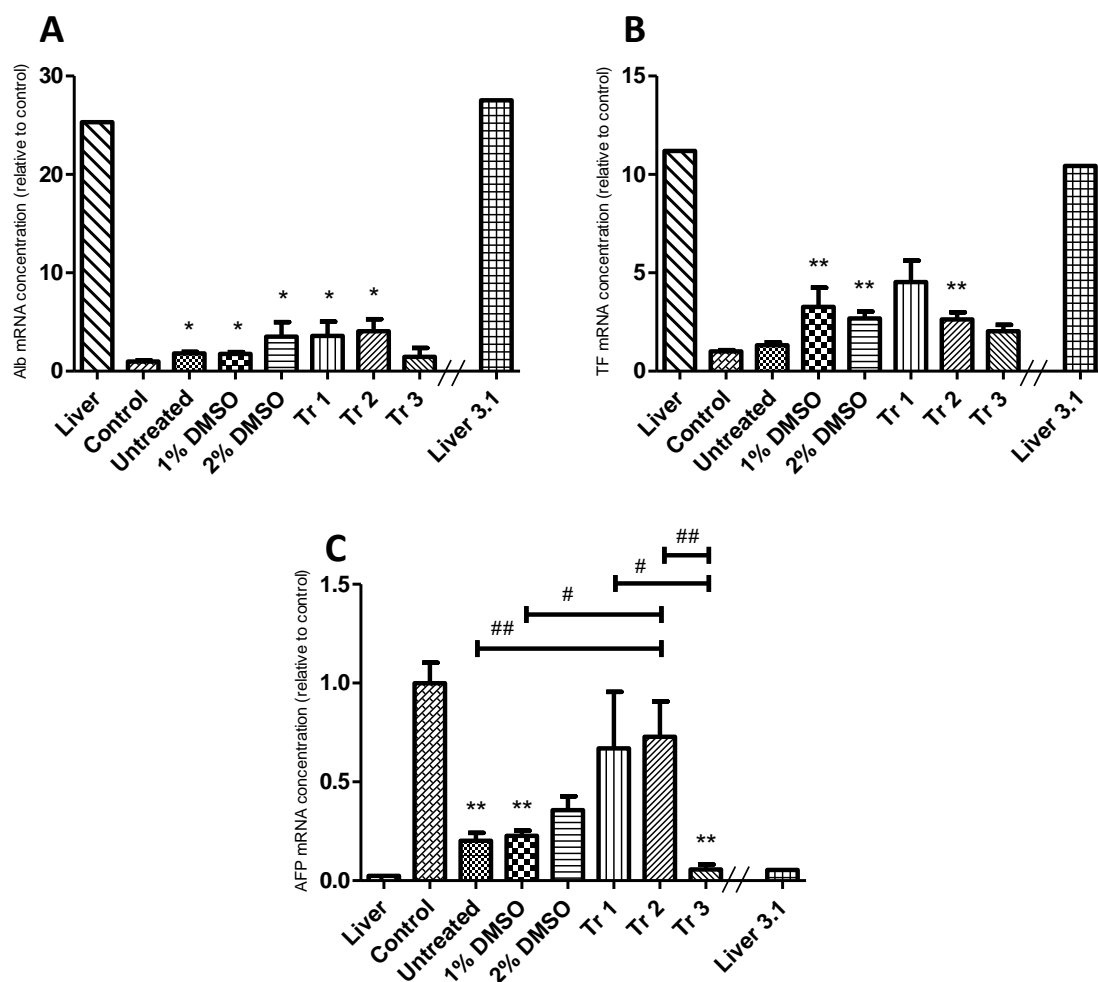 A
B
Alb mRNA concentration (relative to control)
30
20
10
0
*
*
*
*
*
Liver
Control
Untreated
1% DMSO
2% DMSO
Tr 1
Tr 2
Tr 3
Liver 3.1
TF mRNA concentration (relative to control)
15
10
5
0
**
**
**
Liver
Control
Untreated
1% DMSO
2% DMSO
Tr 1
Tr 2
Tr 3
Liver 3.1
C
AFP mRNA concentration (relative to control)
1.5
1.0
0.5
0.0
##
#
#
##
**
**
**
Liver
Control
Untreated
1% DMSO
2% DMSO
Tr 1
Tr 2
Tr 3
Liver 3.1